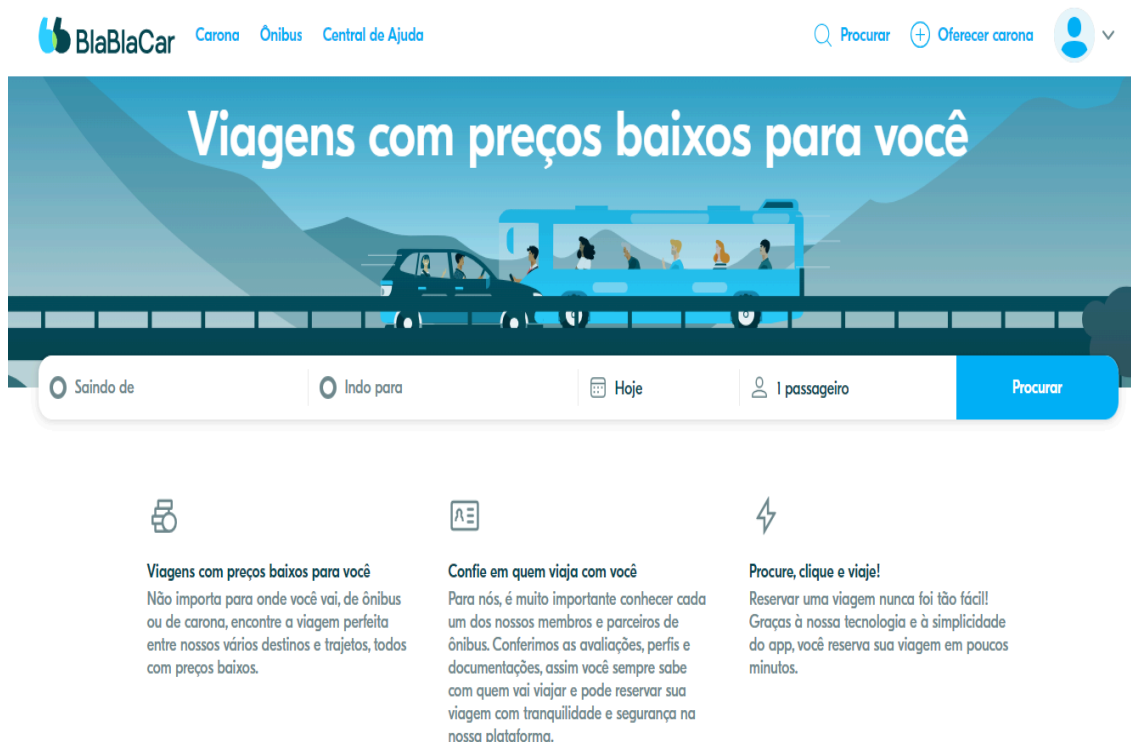 BlaBlaCar Carona Ônibus Central de Ajuda Procurar Oferecer carona
Viagens com preços baixos para você
Saindo de Indo para Hoje 1 passageiro Procurar
Viagens com preços baixos para você
Não importa para onde você vai, de ônibus
ou de carona, encontre a viagem perfeita
entre nossos vários destinos e trajetos, todos
com preços baixos.
Confie em quem viaja com você
Para nós, é muito importante conhecer cada
um dos nossos membros e parceiros de
ônibus. Conferimos as avaliações, perfis e
documentações, assim você sempre sabe
com quem vai viajar e pode reservar sua
viagem com tranquilidade e segurança na
nossa plataforma.
Procure, clique e viaje!
Reservar uma viagem nunca foi tão fácil!
Graças à nossa tecnologia e à simplicidade
do app, você reserva sua viagem em poucos
minutos.